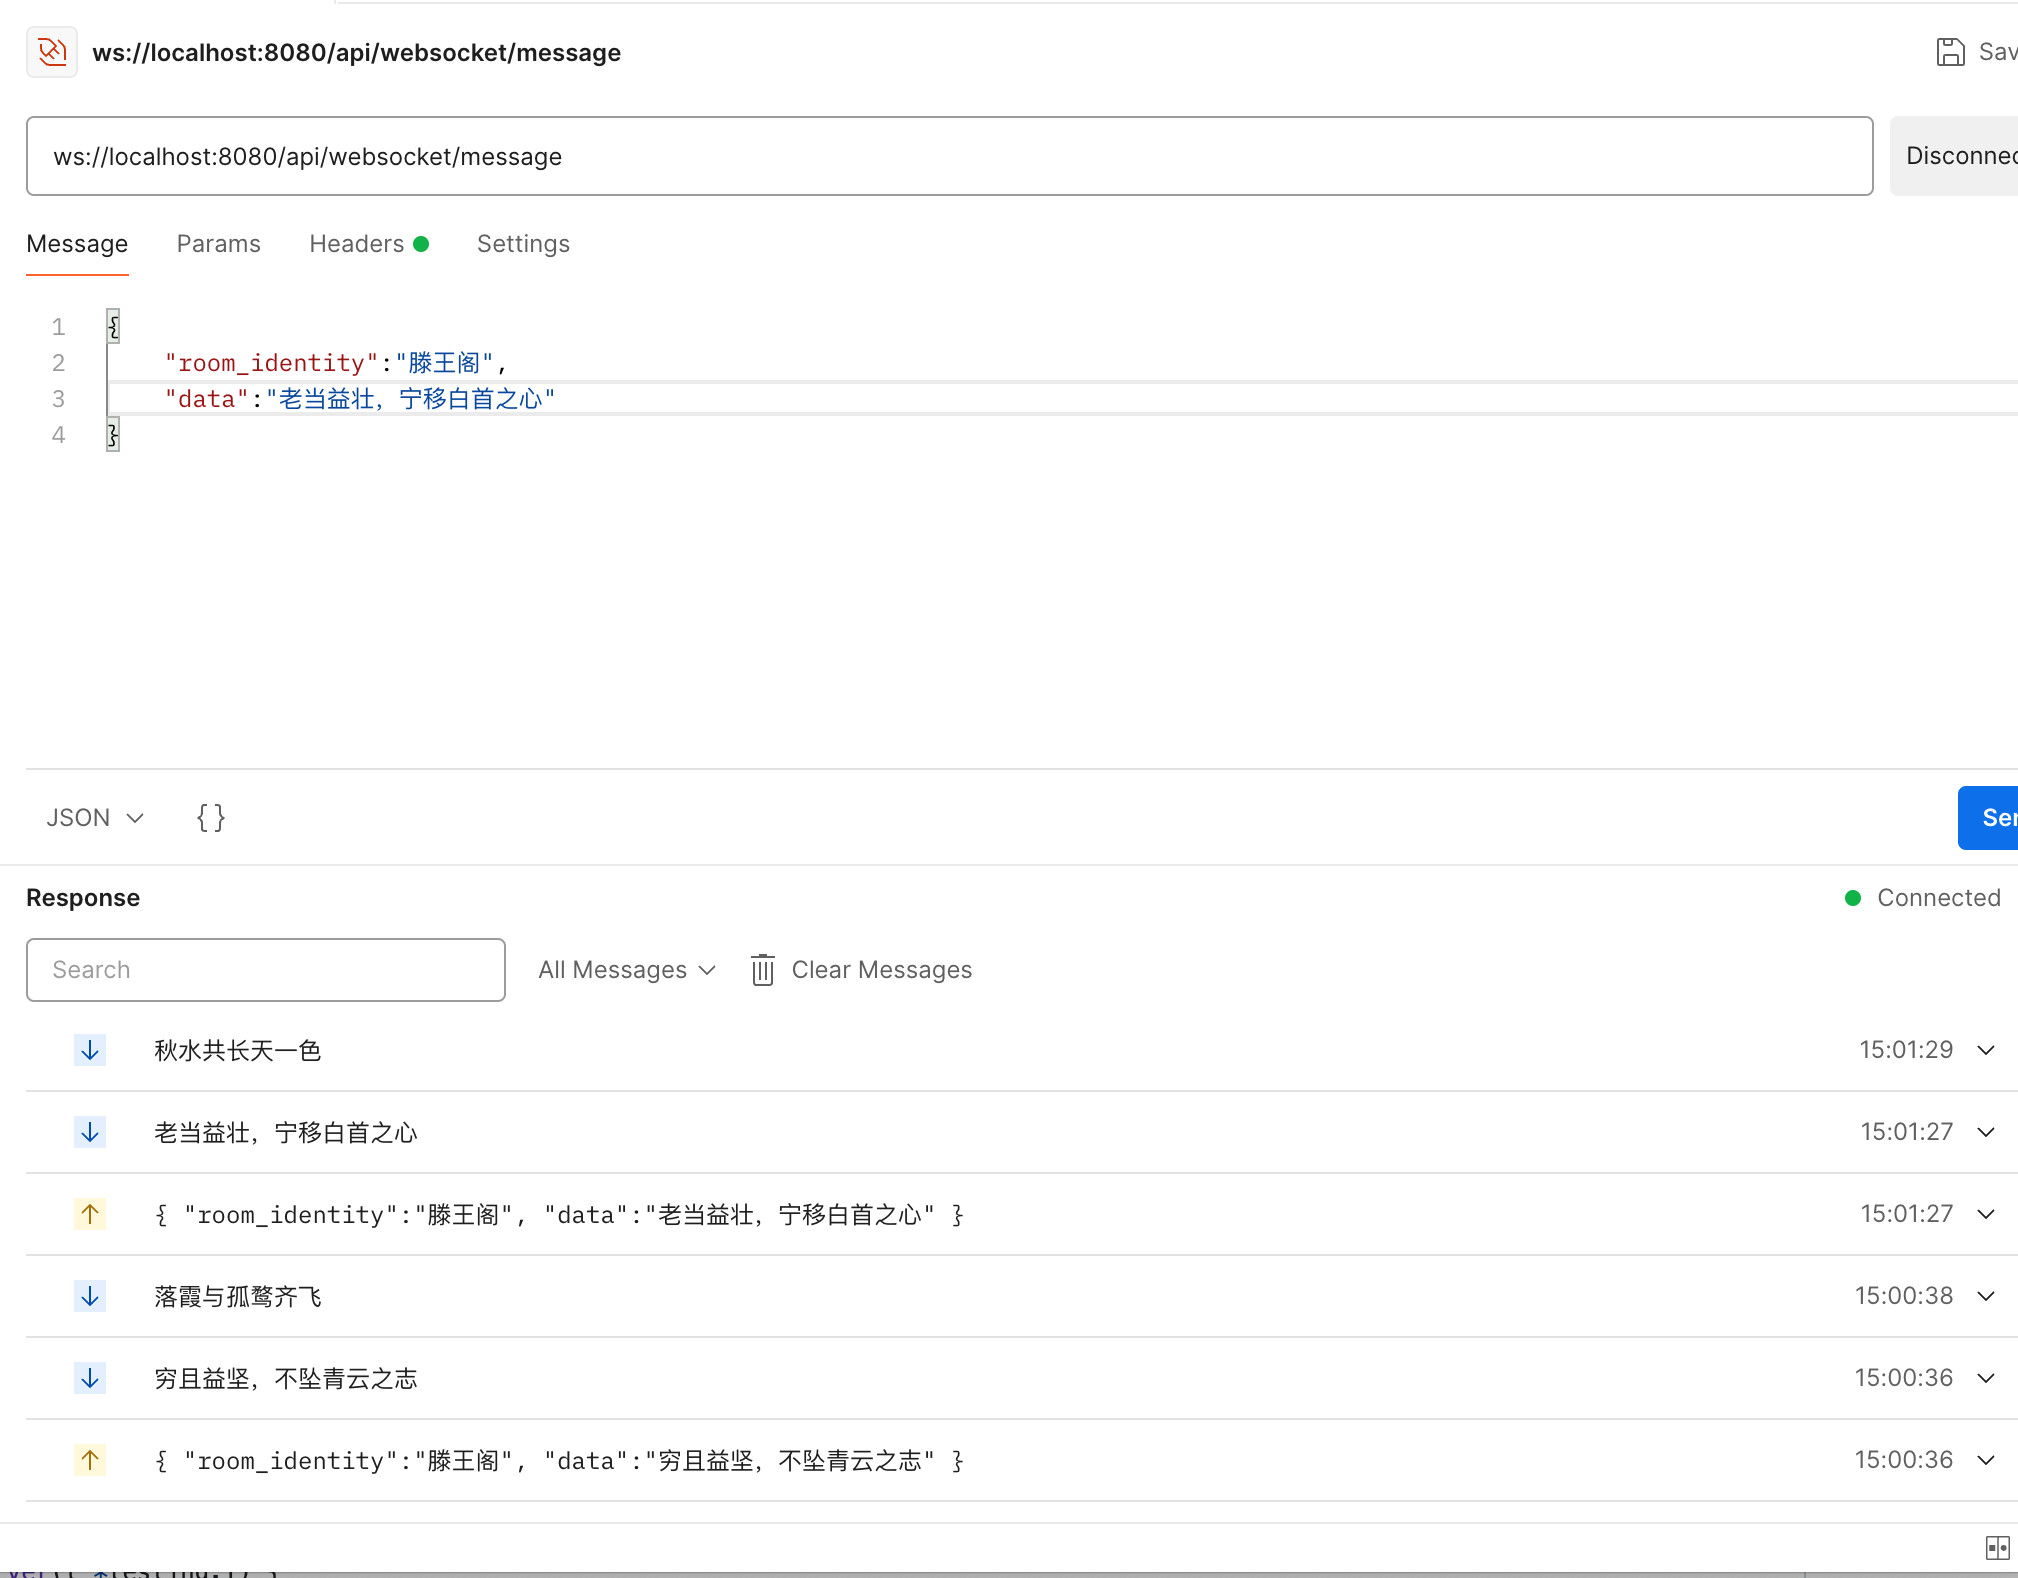 ws://localhost:8080/api/websocket/message
Sav
ws://localhost:8080/api/websocket/message
Disconnec
Message Params Headers Settings
1 {
2 "room_identity":"滕王阁",
3 "data":"老当益壮，宁移白首之心"
4 }
JSON {}
Sen
Response
Connected
Search
All Messages Clear Messages
秋水共长天一色 15:01:29
老当益壮，宁移白首之心 15:01:27
{ "room_identity":"滕王阁", "data":"老当益壮，宁移白首之心" } 15:01:27
落霞与孤鹜齐飞 15:00:38
穷且益坚，不坠青云之志 15:00:36
{ "room_identity":"滕王阁", "data":"穷且益坚，不坠青云之志" } 15:00:36